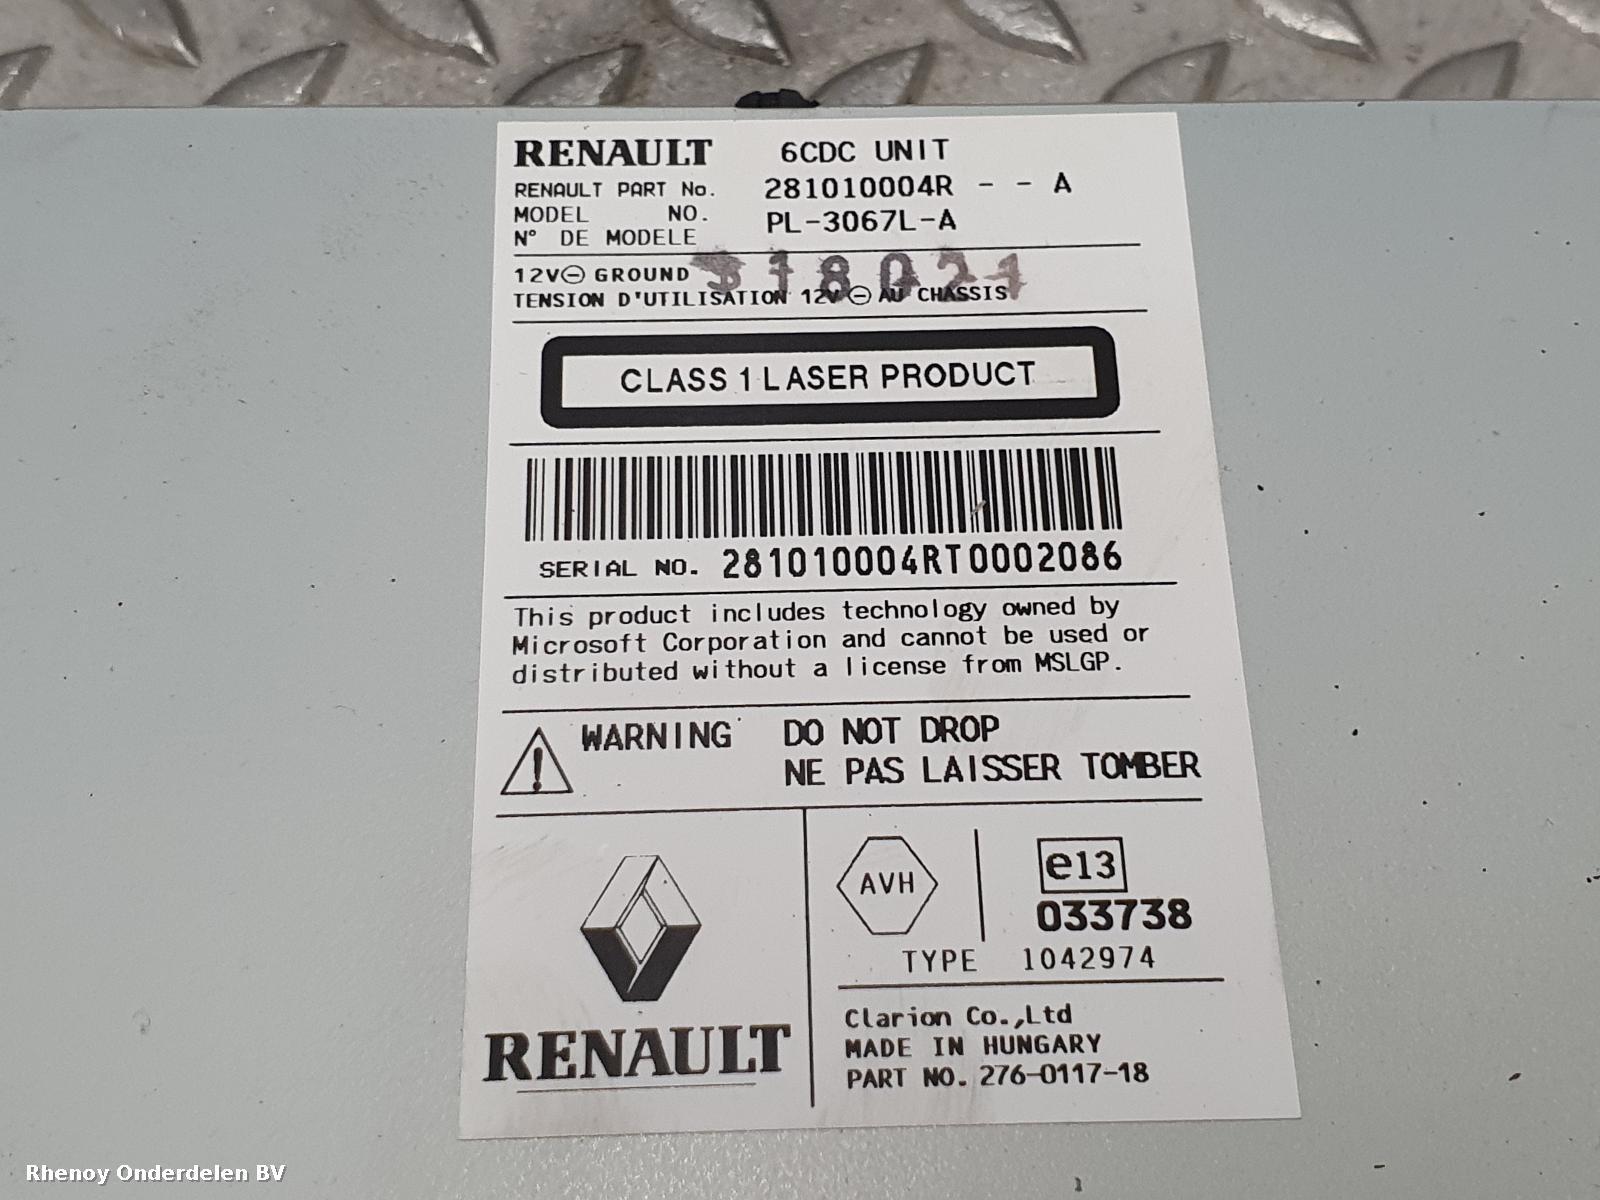 RENAULT 6CDC UNIT
RENAULT PART No. 281010004R - - A
MODEL NO. PL-3067L-A
N° DE MODELE
12V⊖ GROUND
TENSION D'UTILISATION 12V ⊖ AU CHASSIS
CLASS 1 LASER PRODUCT
SERIAL NO. 281010004RT0002086
This product includes technology owned by
Microsoft Corporation and cannot be used or
distributed without a license from MSLGP.
WARNING DO NOT DROP
NE PAS LAISSER TOMBER
AVH e13
033738
TYPE 1042974
RENAULT
Clarion Co.,Ltd
MADE IN HUNGARY
PART NO. 276-0117-18
Rhenoy Onderdelen BV